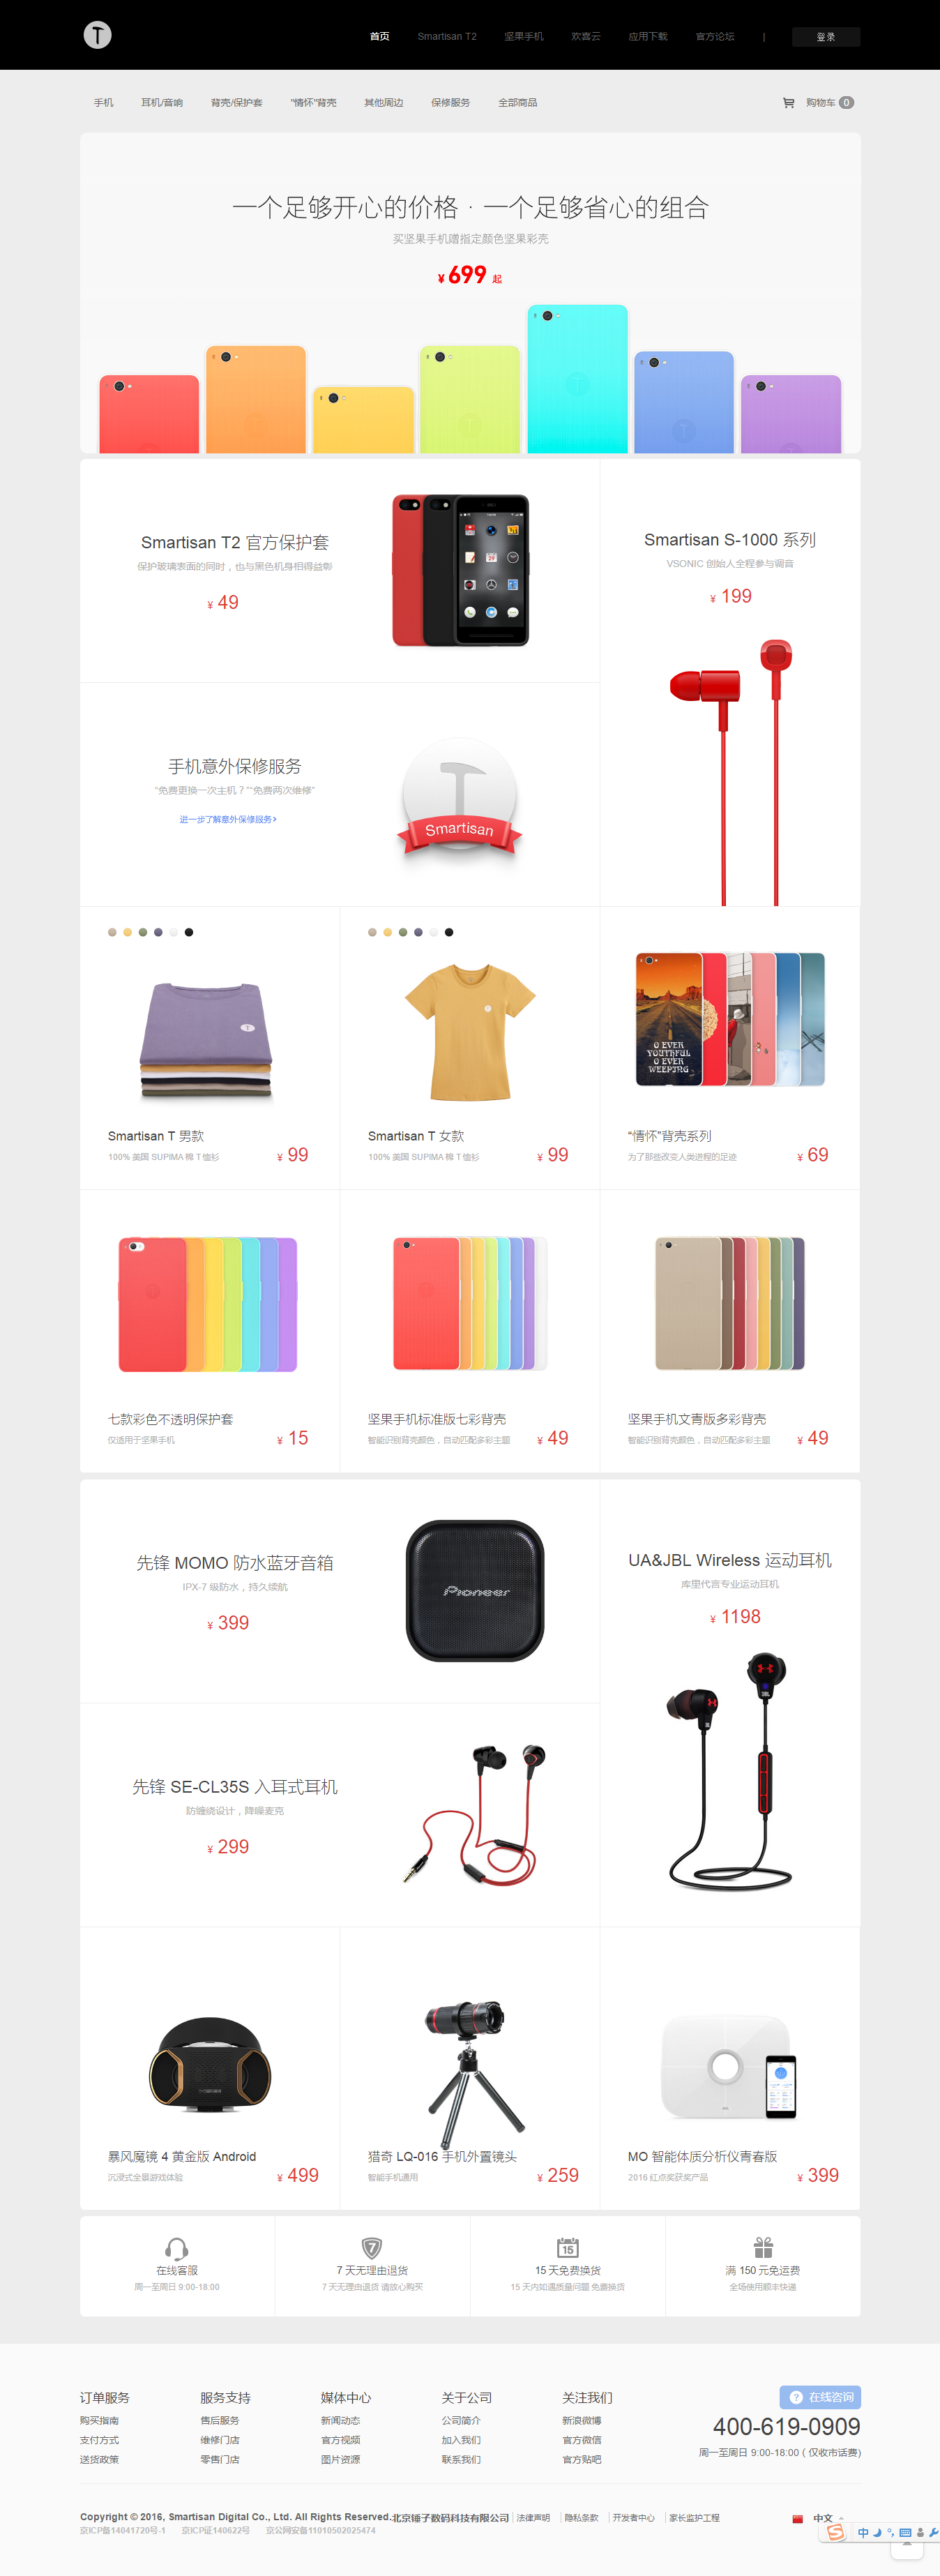 首页 Smartisan T2 坚果手机 欢喜云 应用下载 官方论坛 | 登录
手机 耳机/音响 背壳/保护套 “情怀”背壳 其他周边 保修服务 全部商品 购物车 0
一个足够开心的价格 · 一个足够省心的组合
买坚果手机赠指定颜色坚果彩壳
¥ 699 起
Smartisan T2 官方保护套
保护玻璃表面的同时，也与黑色机身相得益彰
¥ 49
Smartisan S-1000 系列
VSONIC 创始人全程参与调音
¥ 199
手机意外保修服务
“免费更换一次主机？”“免费两次维修”
进一步了解意外保修服务>
Smartisan
O EVER
YOUTHFUL
O EVER
WEEPING
Smartisan T 男款
100% 美国 SUPIMA 棉 T 恤衫
¥ 99
Smartisan T 女款
100% 美国 SUPIMA 棉 T 恤衫
¥ 99
“情怀”背壳系列
为了那些改变人类进程的足迹
¥ 69
七款彩色不透明保护套
仅适用于坚果手机
¥ 15
坚果手机标准版七彩背壳
智能识别背壳颜色，自动匹配多彩主题
¥ 49
坚果手机文青版多彩背壳
智能识别背壳颜色，自动匹配多彩主题
¥ 49
先锋 MOMO 防水蓝牙音箱
IPX-7 级防水，持久续航
¥ 399
Pioneer
UA&JBL Wireless 运动耳机
库里代言专业运动耳机
¥ 1198
先锋 SE-CL35S 入耳式耳机
防缠绕设计，降噪麦克
¥ 299
暴风魔镜 4 黄金版 Android
沉浸式全景游戏体验
¥ 499
猎奇 LQ-016 手机外置镜头
智能手机通用
¥ 259
MO 智能体质分析仪青春版
2016 红点奖获奖产品
¥ 399
在线客服
周一至周日 9:00-18:00
7
7 天无理由退货
7 天无理由退货 请放心购买
15
15 天免费换货
15 天内如遇质量问题 免费换货
满 150 元免运费
全场使用顺丰快递
订单服务 服务支持 媒体中心 关于公司 关注我们
购买指南 售后服务 新闻动态 公司简介 新浪微博
支付方式 维修门店 官方视频 加入我们 官方微信
送货政策 零售门店 图片资源 联系我们 官方贴吧
? 在线咨询
400-619-0909
周一至周日 9:00-18:00（仅收市话费)
Copyright © 2016, Smartisan Digital Co., Ltd. All Rights Reserved.北京锤子数码科技有限公司 法律声明 隐私条款 开发者中心 家长监护工程 中文
京ICP备14041720号-1 京ICP证140622号 京公网安备11010502025474
S 中